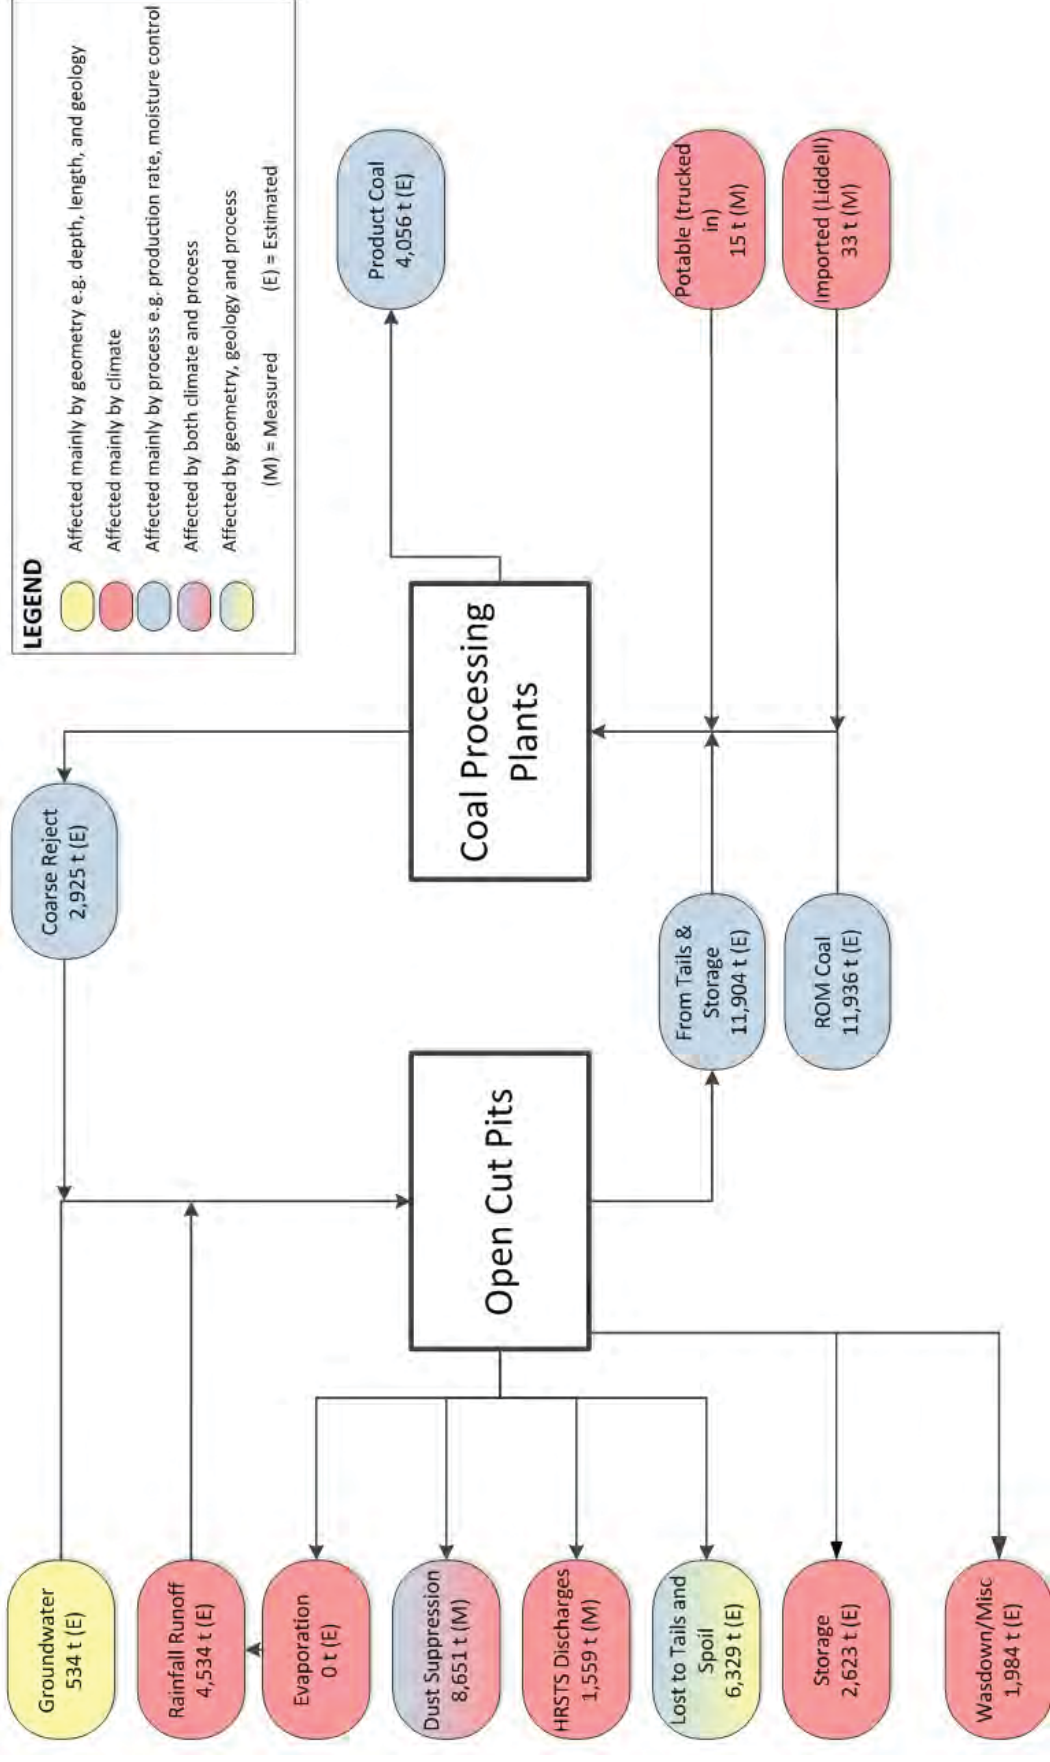 LEGEND
Affected mainly by geometry e.g. depth, length, and geology
Affected mainly by climate
Affected mainly by process e.g. production rate, moisture control
Affected by both climate and process
Affected by geometry, geology and process
(M) = Measured (E) = Estimated
Groundwater
534 t (E)
Rainfall Runoff
4,534 t (E)
Evaporation
0 t (E)
Dust Suppression
8,651 t (M)
HRSTS Discharges
1,559 t (M)
Lost to Tails and
Spoil
6,329 t (E)
Storage
2,623 t (E)
Wasdown/Misc
1,984 t (E)
Open Cut Pits
Coarse Reject
2,925 t (E)
From Tails &
Storage
11,904 t (E)
ROM Coal
11,936 t (E)
Coal Processing
Plants
Product Coal
4,056 t (E)
Potable (trucked
in)
15 t (M)
Imported (Liddell)
33 t (M)